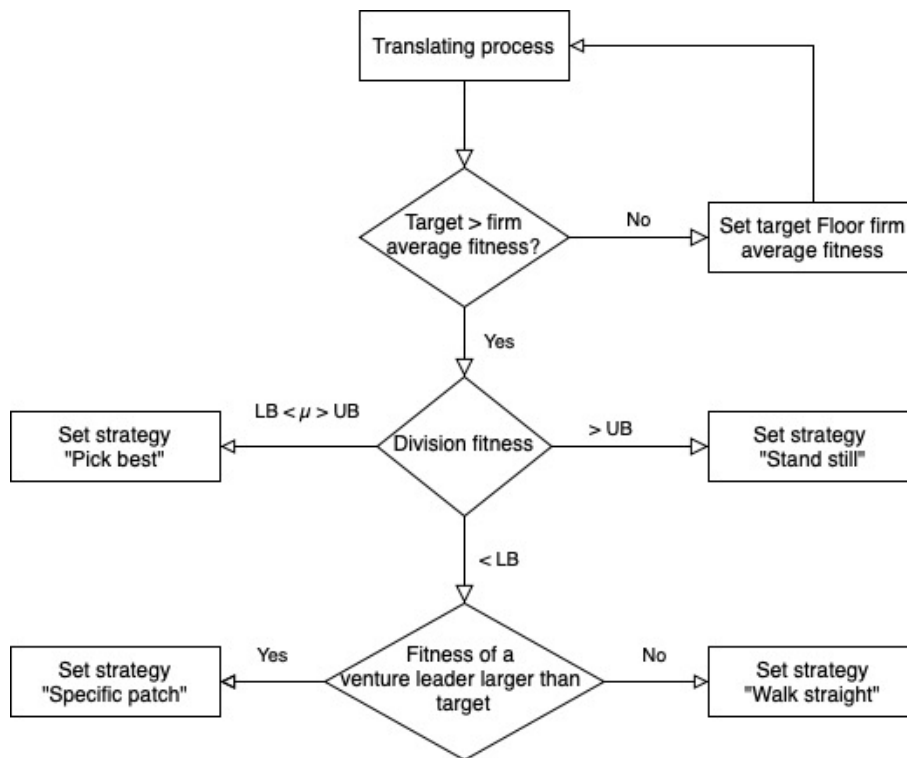 Translating process
Target > firm
average fitness?
No
Set target Floor firm
average fitness
Yes
LB < μ > UB
Set strategy
"Pick best"
Division fitness
> UB
Set strategy
"Stand still"
< LB
Yes
Set strategy
"Specific patch"
Fitness of a
venture leader larger than
target
No
Set strategy
"Walk straight"